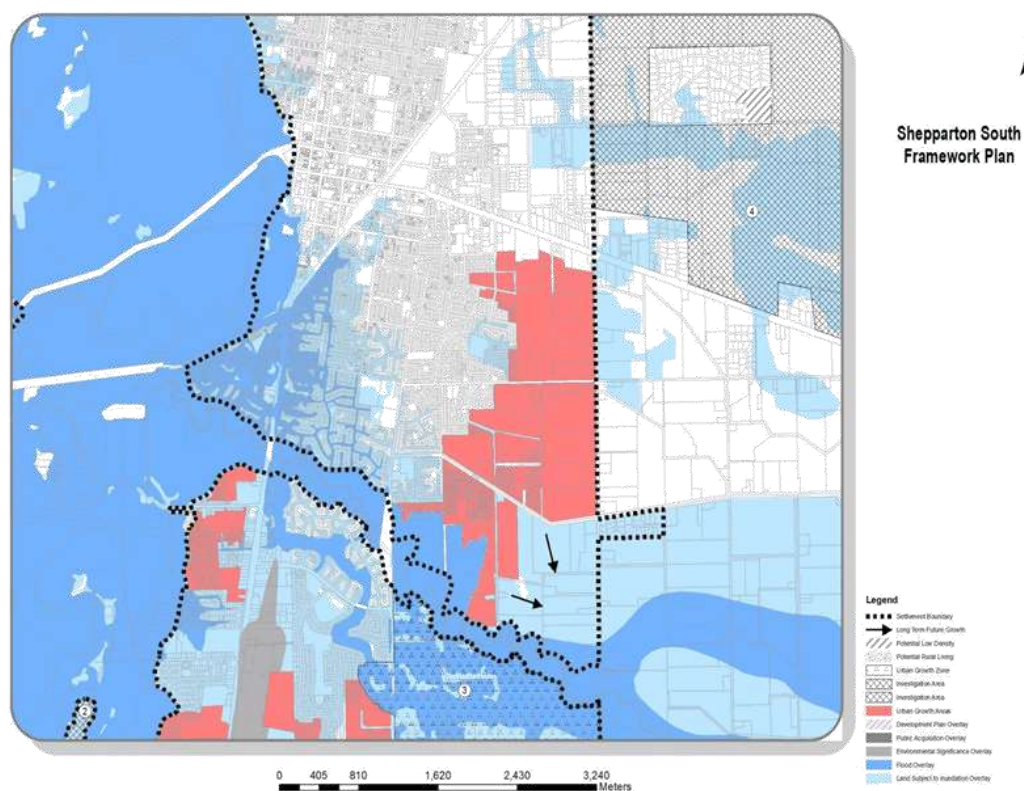 Shepparton South
Framework Plan
4
3
2
Legend
Settlement Boundary
Long Term Future Growth
Potential Low Density
Potential Rural Living
Urban Growth Zone
Investigation Area
Investigation Area
Urban Growth Areas
Development Plan Overlay
Public Acquisition Overlay
Environmental Significance Overlay
Flood Overlay
Land Subject to Inundation Overlay
0 405 810 1,620 2,430 3,240
Meters